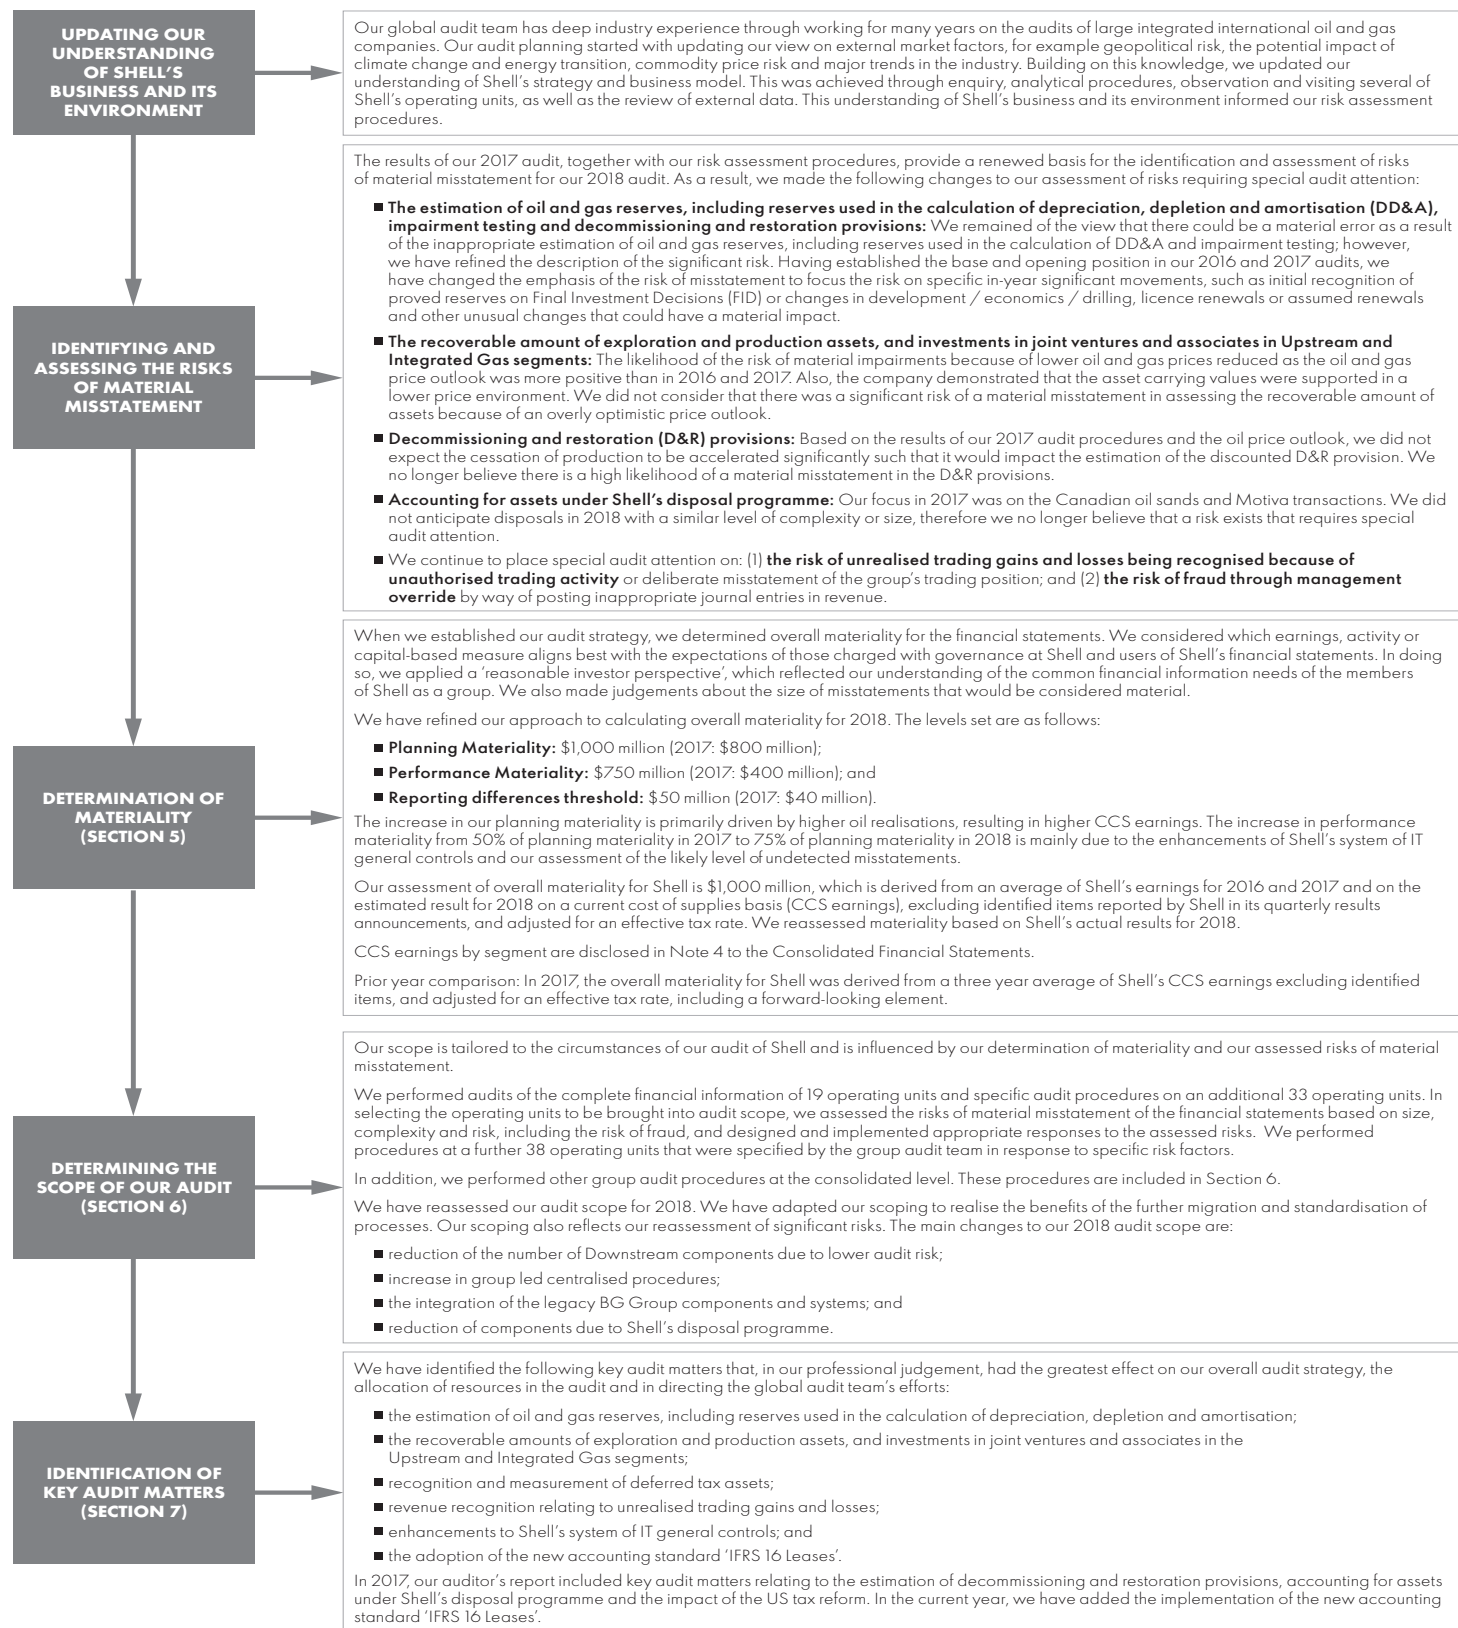 UPDATING OUR
UNDERSTANDING
OF SHELL'S
BUSINESS AND ITS
ENVIRONMENT
Our global audit team has deep industry experience through working for many years on the audits of large integrated international oil and gas
companies. Our audit planning started with updating our view on external market factors, for example geopolitical risk, the potential impact of
climate change and energy transition, commodity price risk and major trends in the industry. Building on this knowledge, we updated our
understanding of Shell's strategy and business model. This was achieved through enquiry, analytical procedures, observation and visiting several of
Shell's operating units, as well as the review of external data. This understanding of Shell's business and its environment informed our risk assessment
procedures.
IDENTIFYING AND
ASSESSING THE RISKS
OF MATERIAL
MISSTATEMENT
The results of our 2017 audit, together with our risk assessment procedures, provide a renewed basis for the identification and assessment of risks
of material misstatement for our 2018 audit. As a result, we made the following changes to our assessment of risks requiring special audit attention:
■ The estimation of oil and gas reserves, including reserves used in the calculation of depreciation, depletion and amortisation (DD&A),
impairment testing and decommissioning and restoration provisions: We remained of the view that there could be a material error as a result
of the inappropriate estimation of oil and gas reserves, including reserves used in the calculation of DD&A and impairment testing; however,
we have refined the description of the significant risk. Having established the base and opening position in our 2016 and 2017 audits, we
have changed the emphasis of the risk of misstatement to focus the risk on specific in-year significant movements, such as initial recognition of
proved reserves on Final Investment Decisions (FID) or changes in development / economics / drilling, licence renewals or assumed renewals
and other unusual changes that could have a material impact.
■ The recoverable amount of exploration and production assets, and investments in joint ventures and associates in Upstream and
Integrated Gas segments: The likelihood of the risk of material impairments because of lower oil and gas prices reduced as the oil and gas
price outlook was more positive than in 2016 and 2017. Also, the company demonstrated that the asset carrying values were supported in a
lower price environment. We did not consider that there was a significant risk of a material misstatement in assessing the recoverable amount of
assets because of an overly optimistic price outlook.
■ Decommissioning and restoration (D&R) provisions: Based on the results of our 2017 audit procedures and the oil price outlook, we did not
expect the cessation of production to be accelerated significantly such that it would impact the estimation of the discounted D&R provision. We
no longer believe there is a high likelihood of a material misstatement in the D&R provisions.
■ Accounting for assets under Shell's disposal programme: Our focus in 2017 was on the Canadian oil sands and Motiva transactions. We did
not anticipate disposals in 2018 with a similar level of complexity or size, therefore we no longer believe that a risk exists that requires special
audit attention.
■ We continue to place special audit attention on: (1) the risk of unrealised trading gains and losses being recognised because of
unauthorised trading activity or deliberate misstatement of the group's trading position; and (2) the risk of fraud through management
override by way of posting inappropriate journal entries in revenue.
DETERMINATION OF
MATERIALITY
(SECTION 5)
When we established our audit strategy, we determined overall materiality for the financial statements. We considered which earnings, activity or
capital-based measure aligns best with the expectations of those charged with governance at Shell and users of Shell's financial statements. In doing
so, we applied a 'reasonable investor perspective', which reflected our understanding of the common financial information needs of the members
of Shell as a group. We also made judgements about the size of misstatements that would be considered material.
We have refined our approach to calculating overall materiality for 2018. The levels set are as follows:
■ Planning Materiality: $1,000 million (2017: $800 million);
■ Performance Materiality: $750 million (2017: $400 million); and
■ Reporting differences threshold: $50 million (2017: $40 million).
The increase in our planning materiality is primarily driven by higher oil realisations, resulting in higher CCS earnings. The increase in performance
materiality from 50% of planning materiality in 2017 to 75% of planning materiality in 2018 is mainly due to the enhancements of Shell's system of IT
general controls and our assessment of the likely level of undetected misstatements.
Our assessment of overall materiality for Shell is $1,000 million, which is derived from an average of Shell's earnings for 2016 and 2017 and on the
estimated result for 2018 on a current cost of supplies basis (CCS earnings), excluding identified items reported by Shell in its quarterly results
announcements, and adjusted for an effective tax rate. We reassessed materiality based on Shell's actual results for 2018.
CCS earnings by segment are disclosed in Note 4 to the Consolidated Financial Statements.
Prior year comparison: In 2017, the overall materiality for Shell was derived from a three year average of Shell's CCS earnings excluding identified
items, and adjusted for an effective tax rate, including a forward-looking element.
DETERMINING THE
SCOPE OF OUR AUDIT
(SECTION 6)
Our scope is tailored to the circumstances of our audit of Shell and is influenced by our determination of materiality and our assessed risks of material
misstatement.
We performed audits of the complete financial information of 19 operating units and specific audit procedures on an additional 33 operating units. In
selecting the operating units to be brought into audit scope, we assessed the risks of material misstatement of the financial statements based on size,
complexity and risk, including the risk of fraud, and designed and implemented appropriate responses to the assessed risks. We performed
procedures at a further 38 operating units that were specified by the group audit team in response to specific risk factors.
In addition, we performed other group audit procedures at the consolidated level. These procedures are included in Section 6.
We have reassessed our audit scope for 2018. We have adapted our scoping to realise the benefits of the further migration and standardisation of
processes. Our scoping also reflects our reassessment of significant risks. The main changes to our 2018 audit scope are:
■ reduction of the number of Downstream components due to lower audit risk;
■ increase in group led centralised procedures;
■ the integration of the legacy BG Group components and systems; and
■ reduction of components due to Shell's disposal programme.
IDENTIFICATION OF
KEY AUDIT MATTERS
(SECTION 7)
We have identified the following key audit matters that, in our professional judgement, had the greatest effect on our overall audit strategy, the
allocation of resources in the audit and in directing the global audit team's efforts:
■ the estimation of oil and gas reserves, including reserves used in the calculation of depreciation, depletion and amortisation;
■ the recoverable amounts of exploration and production assets, and investments in joint ventures and associates in the
Upstream and Integrated Gas segments;
■ recognition and measurement of deferred tax assets;
■ revenue recognition relating to unrealised trading gains and losses;
■ enhancements to Shell's system of IT general controls; and
■ the adoption of the new accounting standard 'IFRS 16 Leases'.
In 2017, our auditor's report included key audit matters relating to the estimation of decommissioning and restoration provisions, accounting for assets
under Shell's disposal programme and the impact of the US tax reform. In the current year, we have added the implementation of the new accounting
standard 'IFRS 16 Leases'.